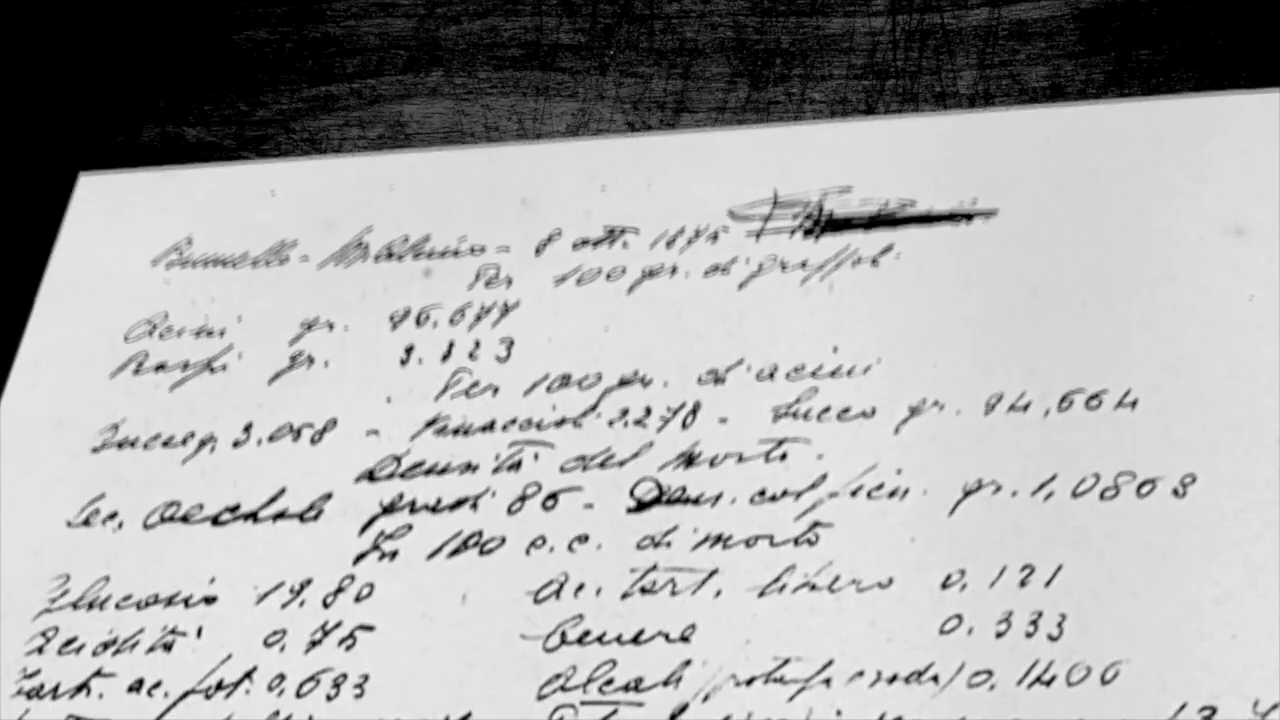 Brunello - Montalcino - 8 ott. 1875
Per 100 gr. di grappoli
Acini gr. 96.677
Raspi gr. 3.323
Per 100 gr. di acini
Bucce gr. 3.058 - Vinaccioli 2.278 - Succo gr. 94,664
Densità del mosto.
Sec. Oechsle gradi 86 - Dens. col picn. gr. 1,0863
In 100 c.c. di mosto
Glucosio 19.80 Ac. tart. libero 0.121
Acidità 0.75 Cenere 0.333
Tart. ac. pot. 0.633 Alcali (potassa e soda) 0.1406